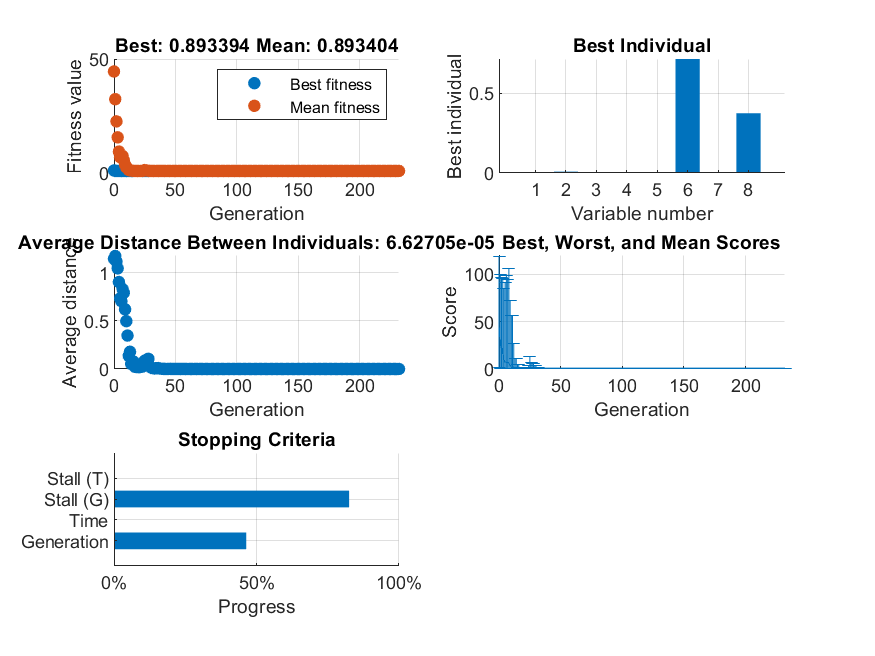 Best: 0.893394 Mean: 0.893404
Fitness value
50
0
Best fitness
Mean fitness
0 50 100 150 200
Generation
Best Individual
Best individual
0.5
0
1 2 3 4 5 6 7 8
Variable number
Average Distance Between Individuals: 6.62705e-05
Average distance
1
0.5
0
0 50 100 150 200
Generation
Best, Worst, and Mean Scores
Score
100
50
0
0 50 100 150 200
Generation
Stopping Criteria
Stall (T)
Stall (G)
Time
Generation
0% 50% 100%
Progress